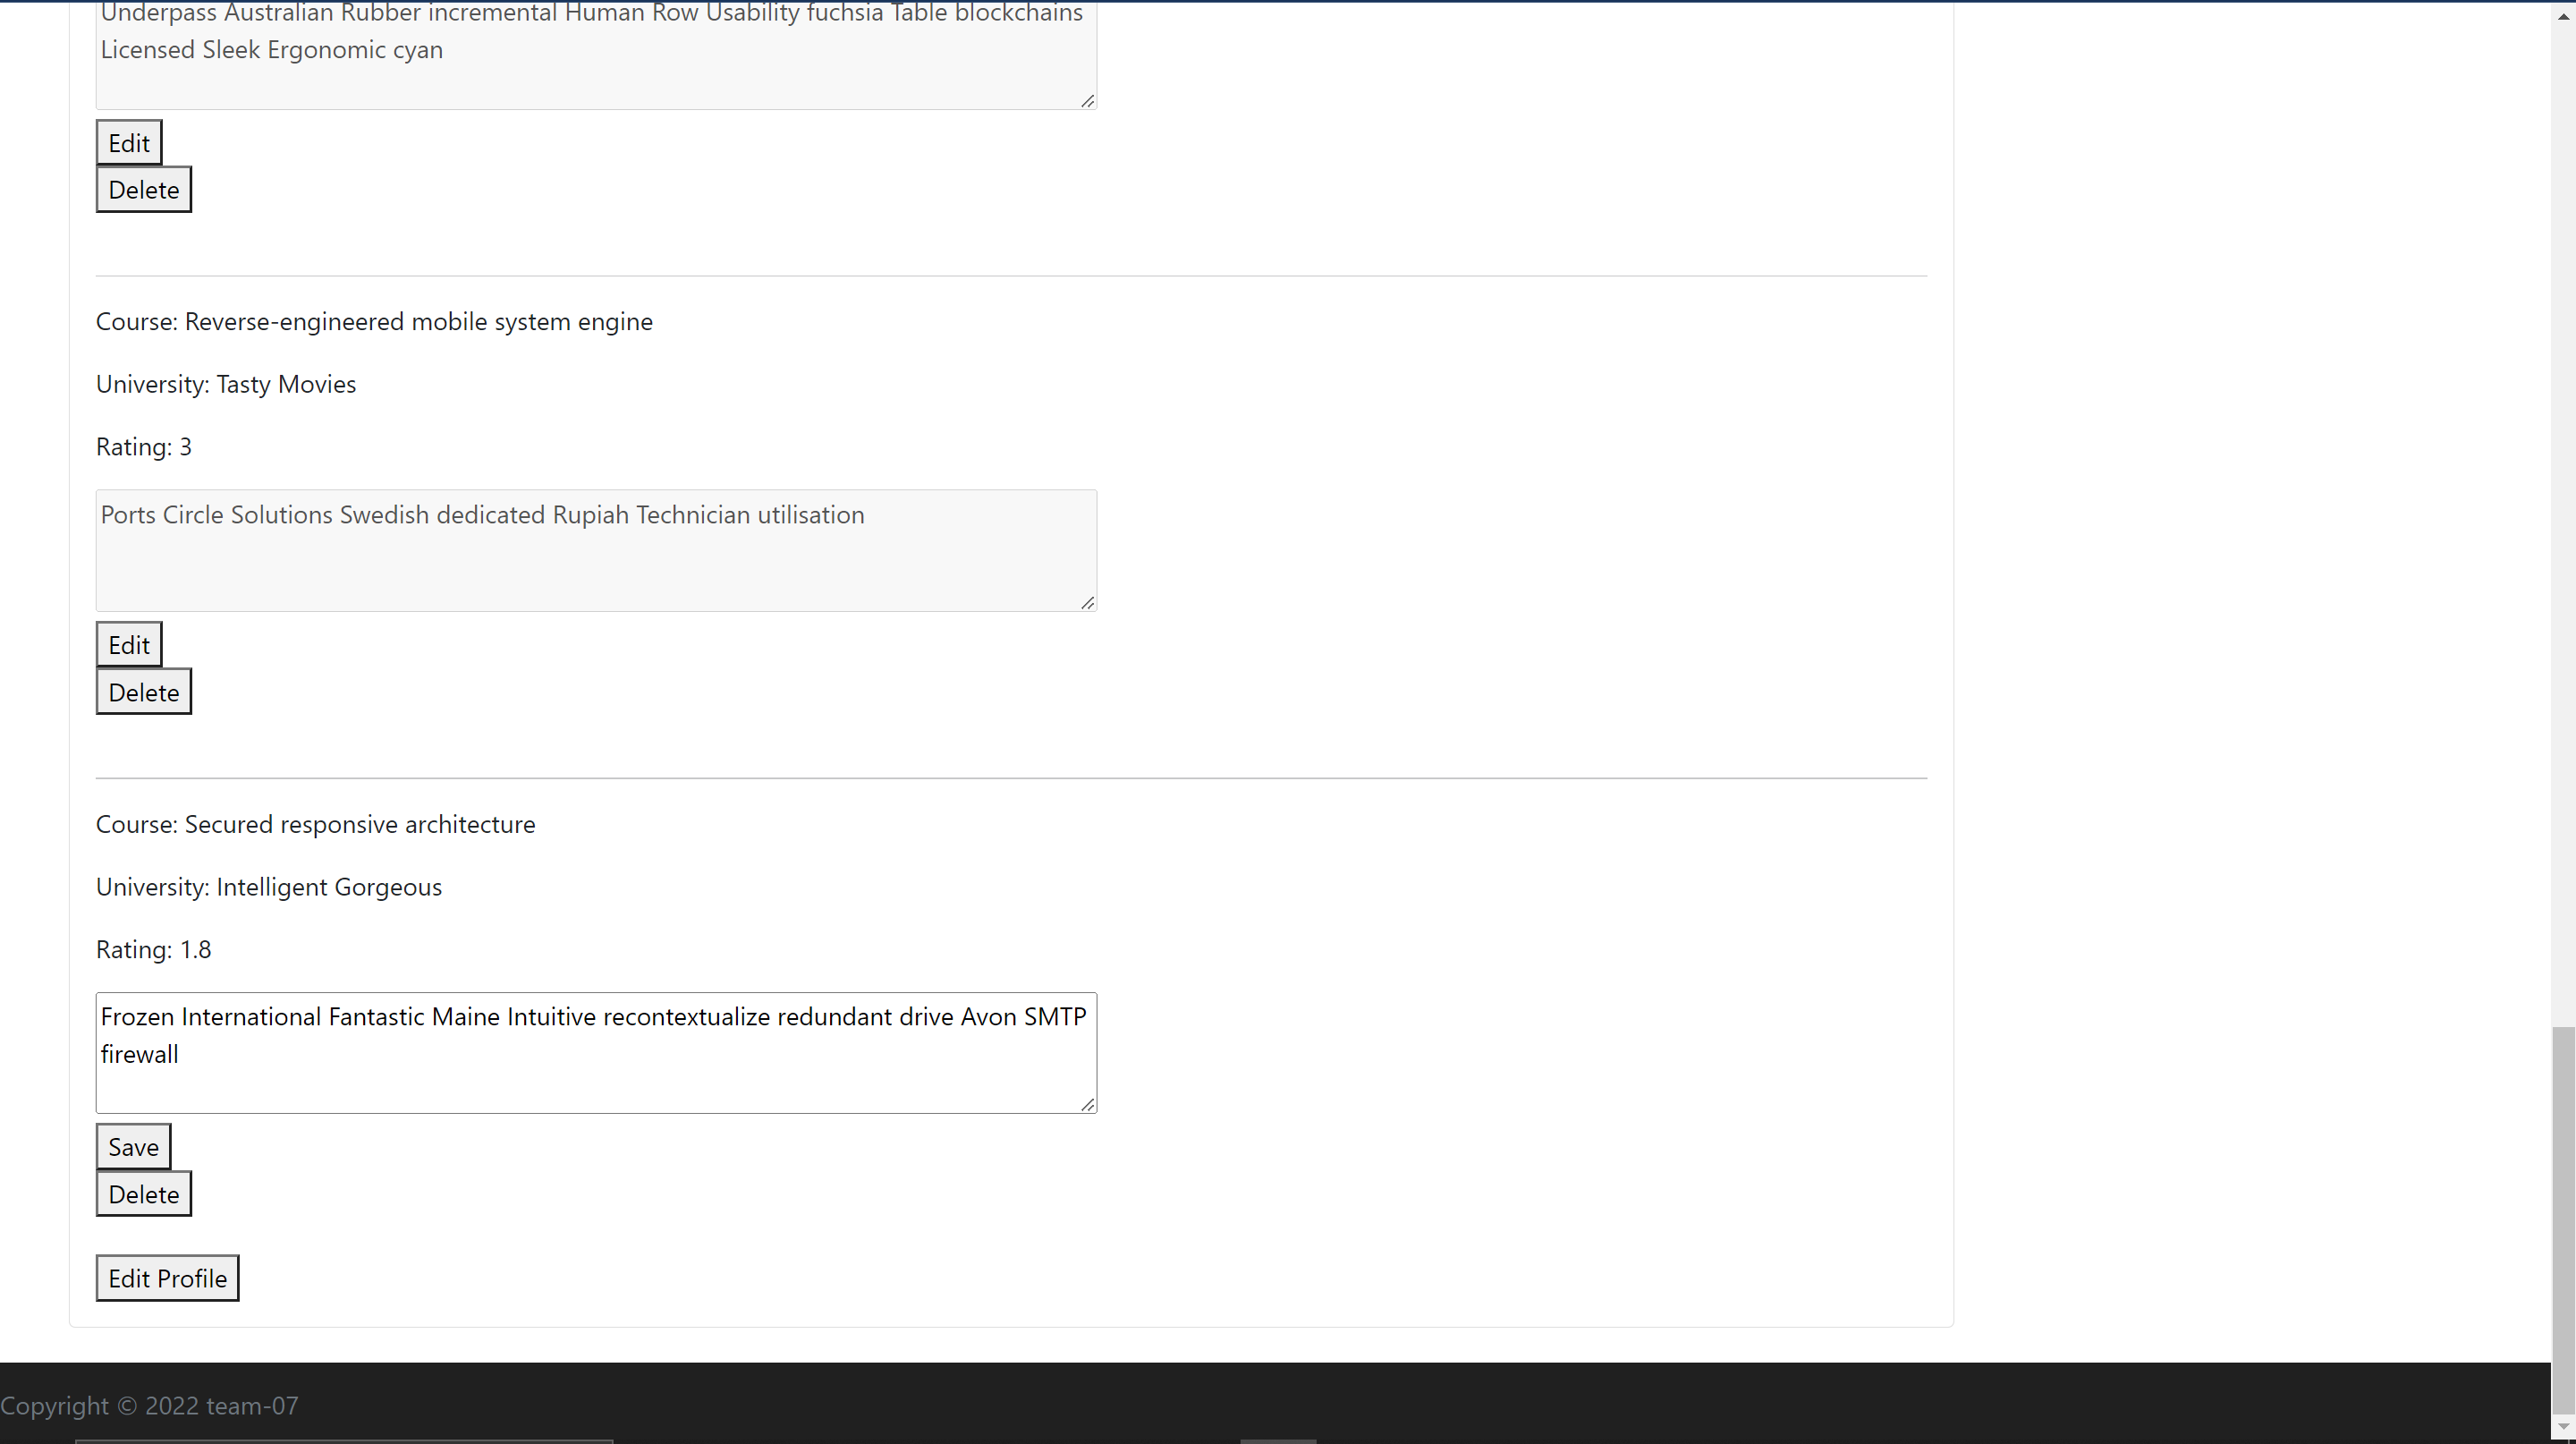 Underpass Australian Rubber incremental Human Row Usability fuchsia Table blockchains
Licensed Sleek Ergonomic cyan
Edit
Delete
Course: Reverse-engineered mobile system engine
University: Tasty Movies
Rating: 3
Ports Circle Solutions Swedish dedicated Rupiah Technician utilisation
Edit
Delete
Course: Secured responsive architecture
University: Intelligent Gorgeous
Rating: 1.8
Frozen International Fantastic Maine Intuitive recontextualize redundant drive Avon SMTP
firewall
Save
Delete
Edit Profile
Copyright © 2022 team-07